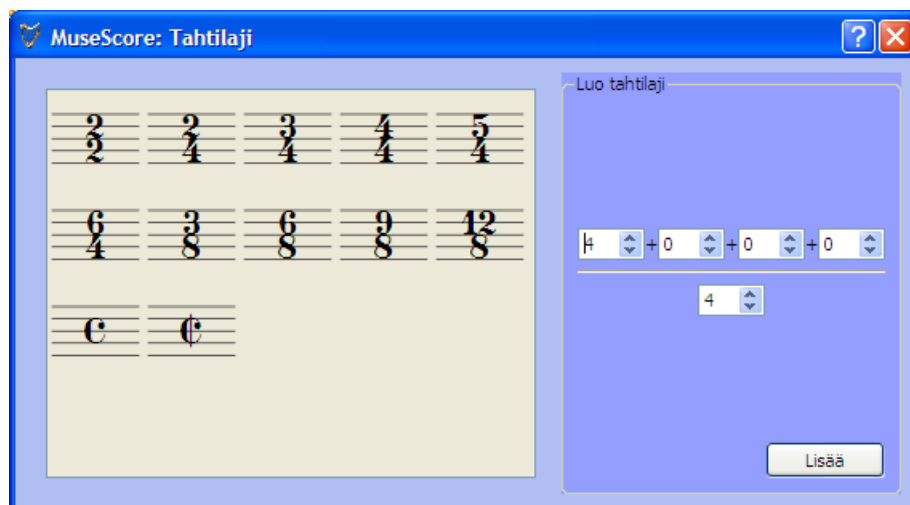 MuseScore: Tahtilaji
2 2 3 4 5
2 4 4 4 4
6 3 6 9 12
4 8 8 8 8
C ¢
Luo tahtilaji
4 + 0 + 0 + 0
4
Lisää